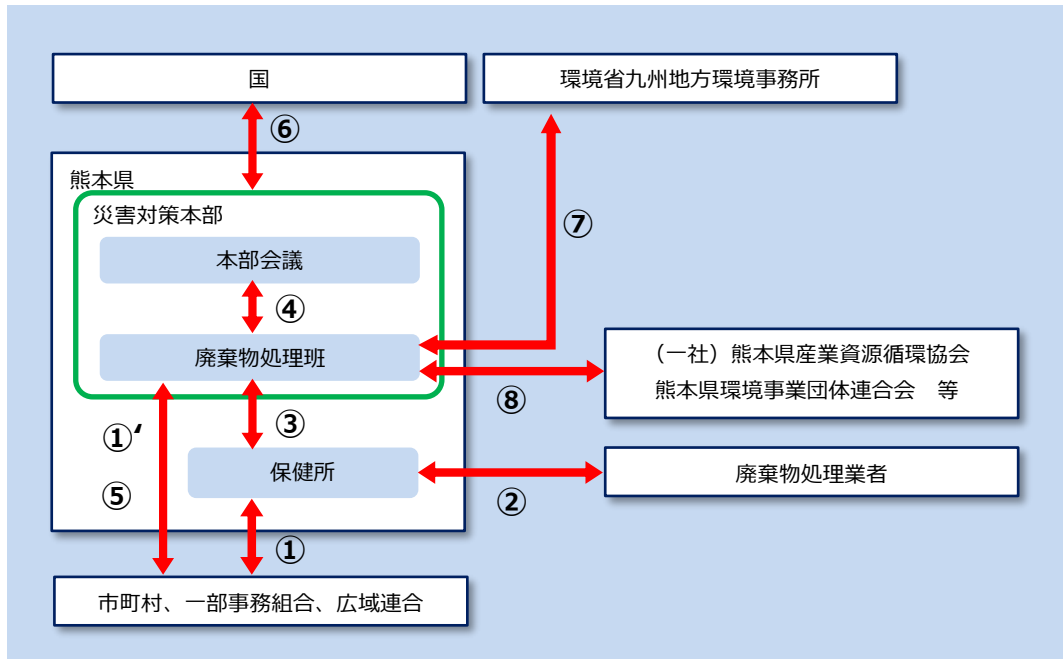 国
環境省九州地方環境事務所
⑥
熊本県
災害対策本部
⑦
本部会議
④
廃棄物処理班
（一社）熊本県産業資源循環協会
熊本県環境事業団体連合会　等
⑧
①‘
③
⑤
保健所
②
廃棄物処理業者
①
市町村、一部事務組合、広域連合